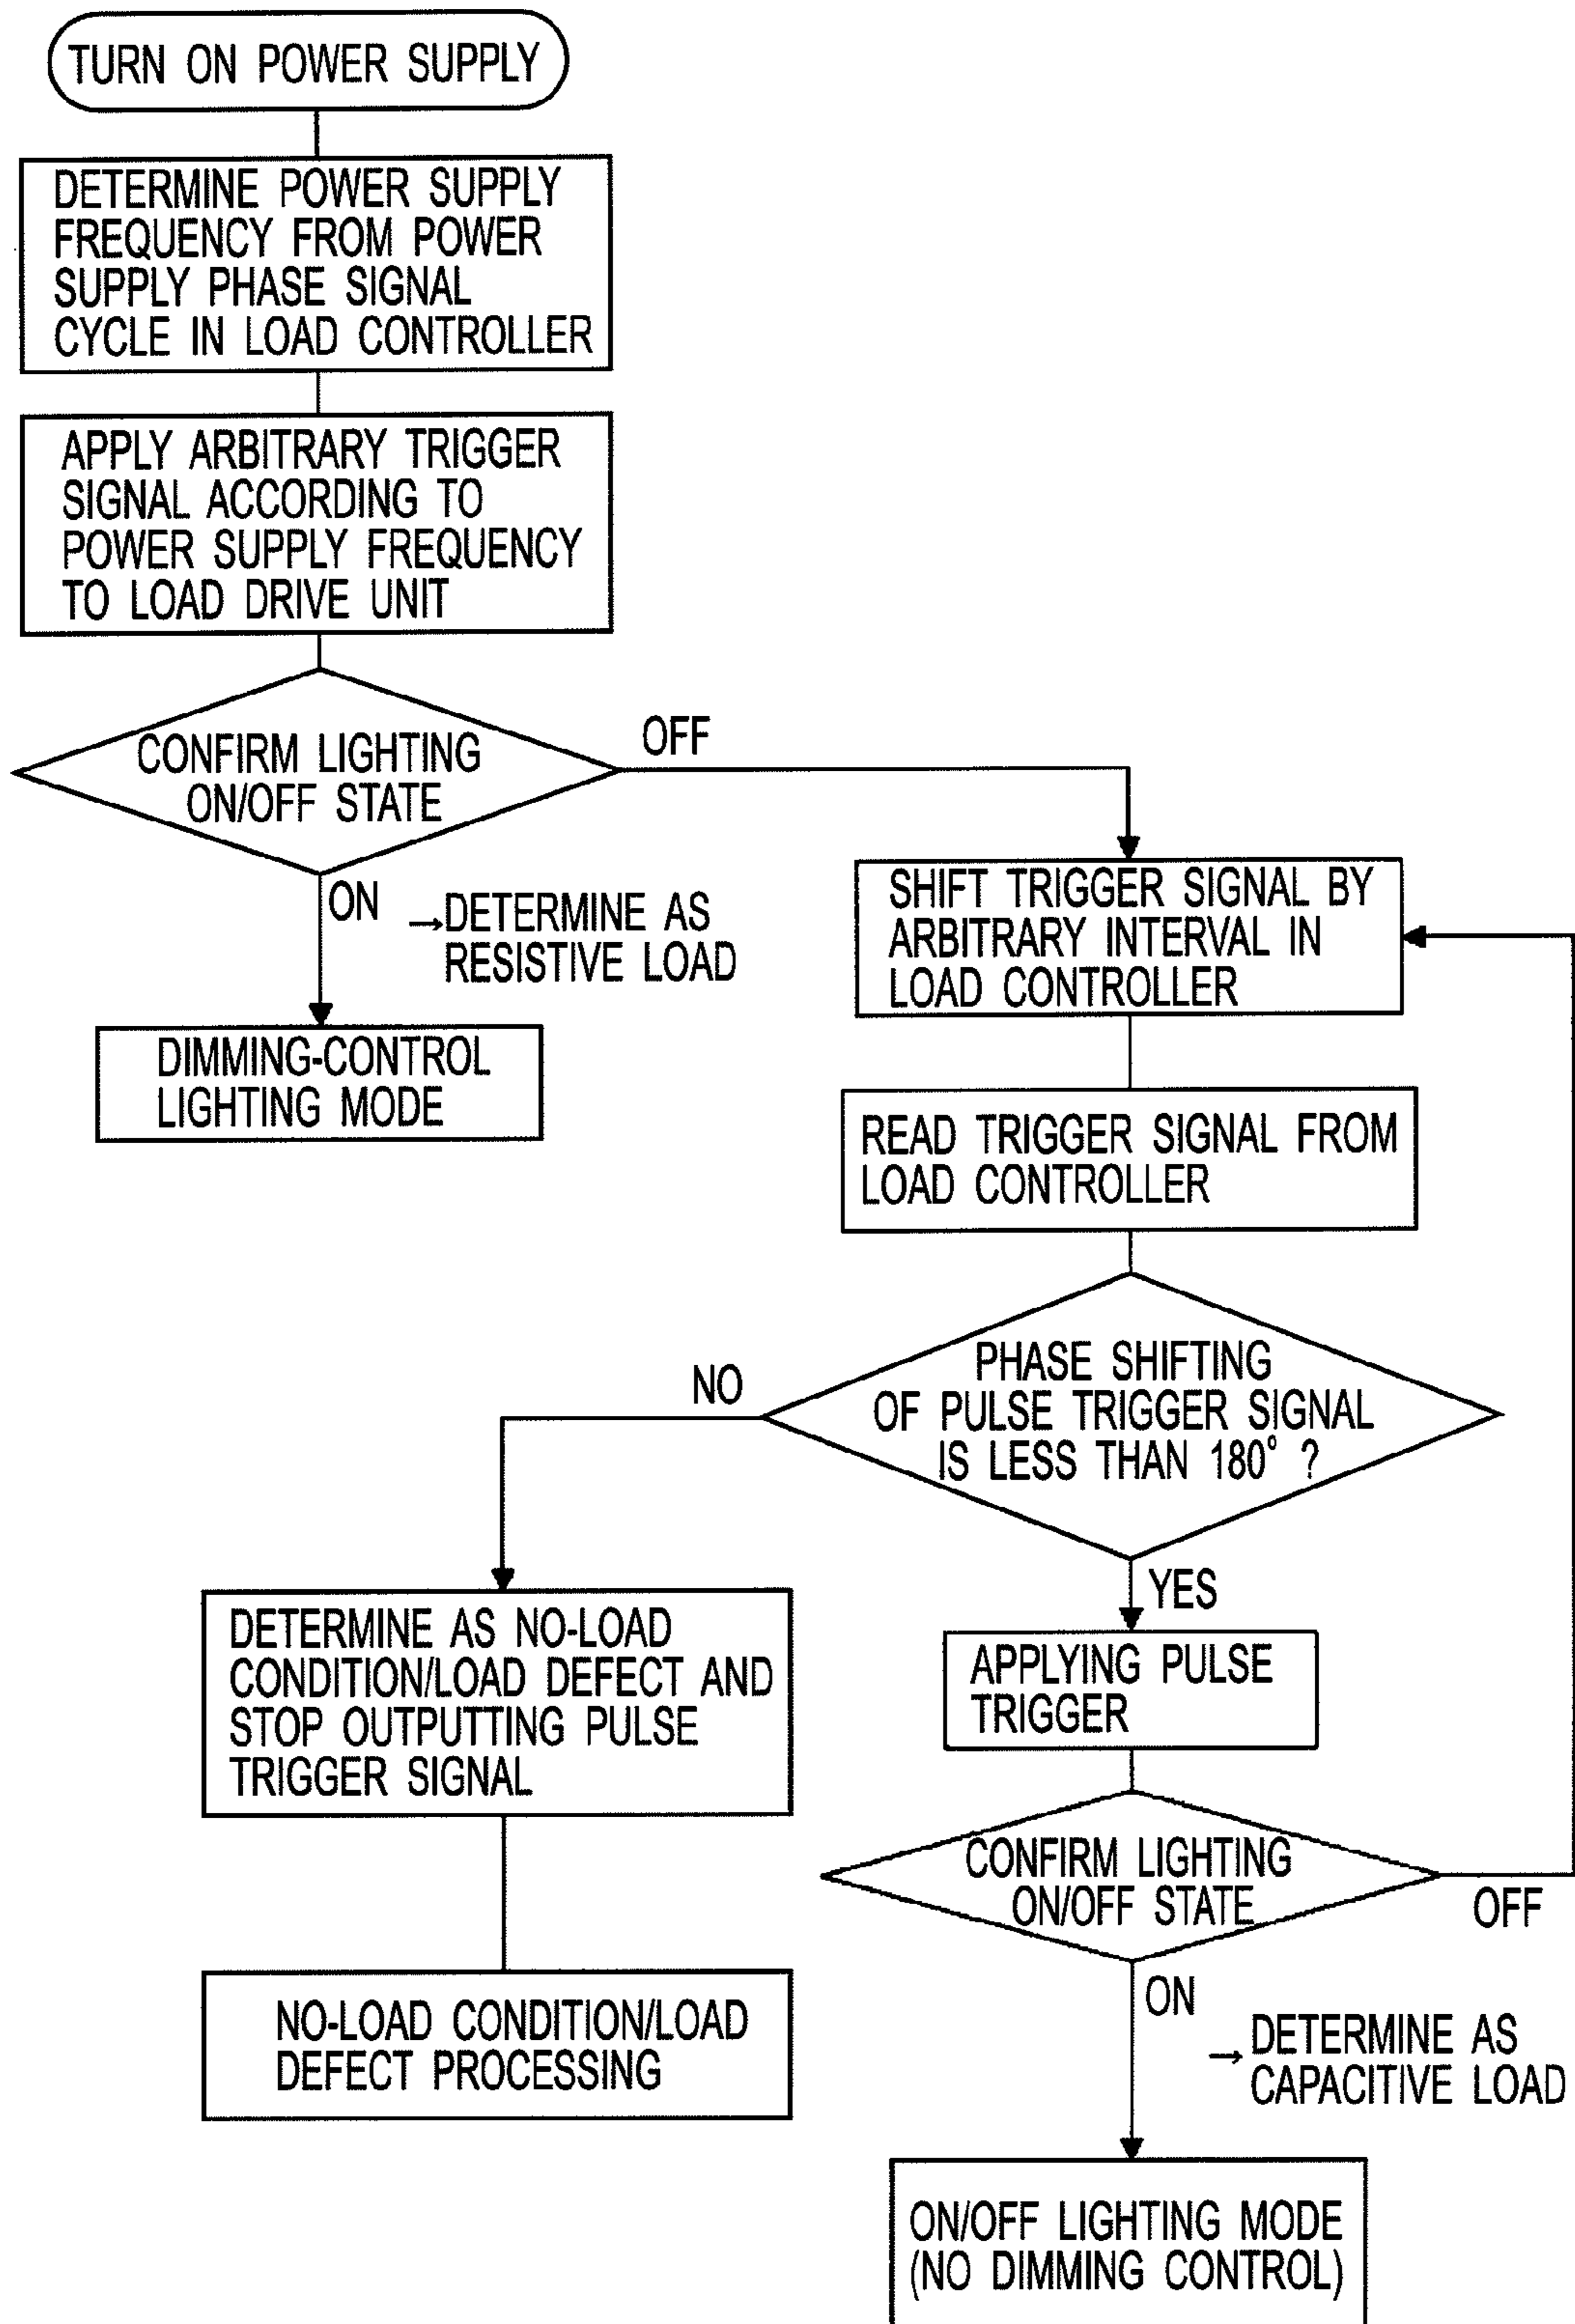 TURN ON POWER SUPPLY
DETERMINE POWER SUPPLY
FREQUENCY FROM POWER
SUPPLY PHASE SIGNAL
CYCLE IN LOAD CONTROLLER
APPLY ARBITRARY TRIGGER
SIGNAL ACCORDING TO
POWER SUPPLY FREQUENCY
TO LOAD DRIVE UNIT
CONFIRM LIGHTING
ON/OFF STATE
OFF
ON
→DETERMINE AS
RESISTIVE LOAD
DIMMING-CONTROL
LIGHTING MODE
SHIFT TRIGGER SIGNAL BY
ARBITRARY INTERVAL IN
LOAD CONTROLLER
READ TRIGGER SIGNAL FROM
LOAD CONTROLLER
PHASE SHIFTING
OF PULSE TRIGGER SIGNAL
IS LESS THAN 180° ?
NO
YES
DETERMINE AS NO-LOAD
CONDITION/LOAD DEFECT AND
STOP OUTPUTTING PULSE
TRIGGER SIGNAL
NO-LOAD CONDITION/LOAD
DEFECT PROCESSING
APPLYING PULSE
TRIGGER
CONFIRM LIGHTING
ON/OFF STATE
OFF
ON
→DETERMINE AS
CAPACITIVE LOAD
ON/OFF LIGHTING MODE
(NO DIMMING CONTROL)